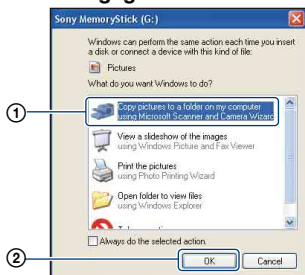 Sony MemoryStick (G:)
Windows can perform the same action each time you insert
a disk or connect a device with this kind of file:
Pictures
What do you want Windows to do?
① Copy pictures to a folder on my computer
using Microsoft Scanner and Camera Wizard
View a slideshow of the images
using Windows Picture and Fax Viewer
Print the pictures
using Photo Printing Wizard
Open folder to view files
using Windows Explorer
Always do the selected action.
② OK Cancel